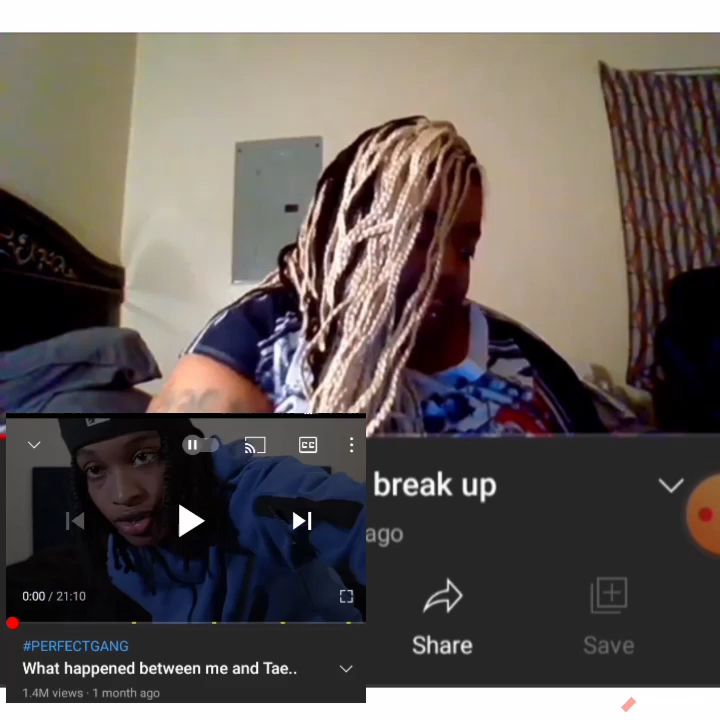 break up
ago
Share
Save
CC
0:00 / 21:10
#PERFECTGANG
What happened between me and Tae..
1.4M views · 1 month ago